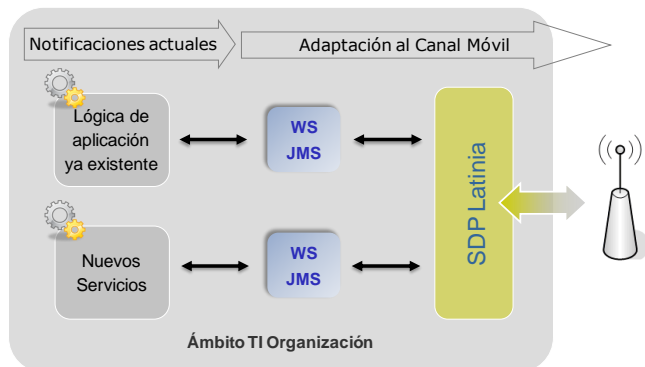 Notificaciones actuales
Adaptación al Canal Móvil
Lógica de
aplicación
ya existente
WS
JMS
SDP Latinia
Nuevos
Servicios
WS
JMS
Ámbito TI Organización